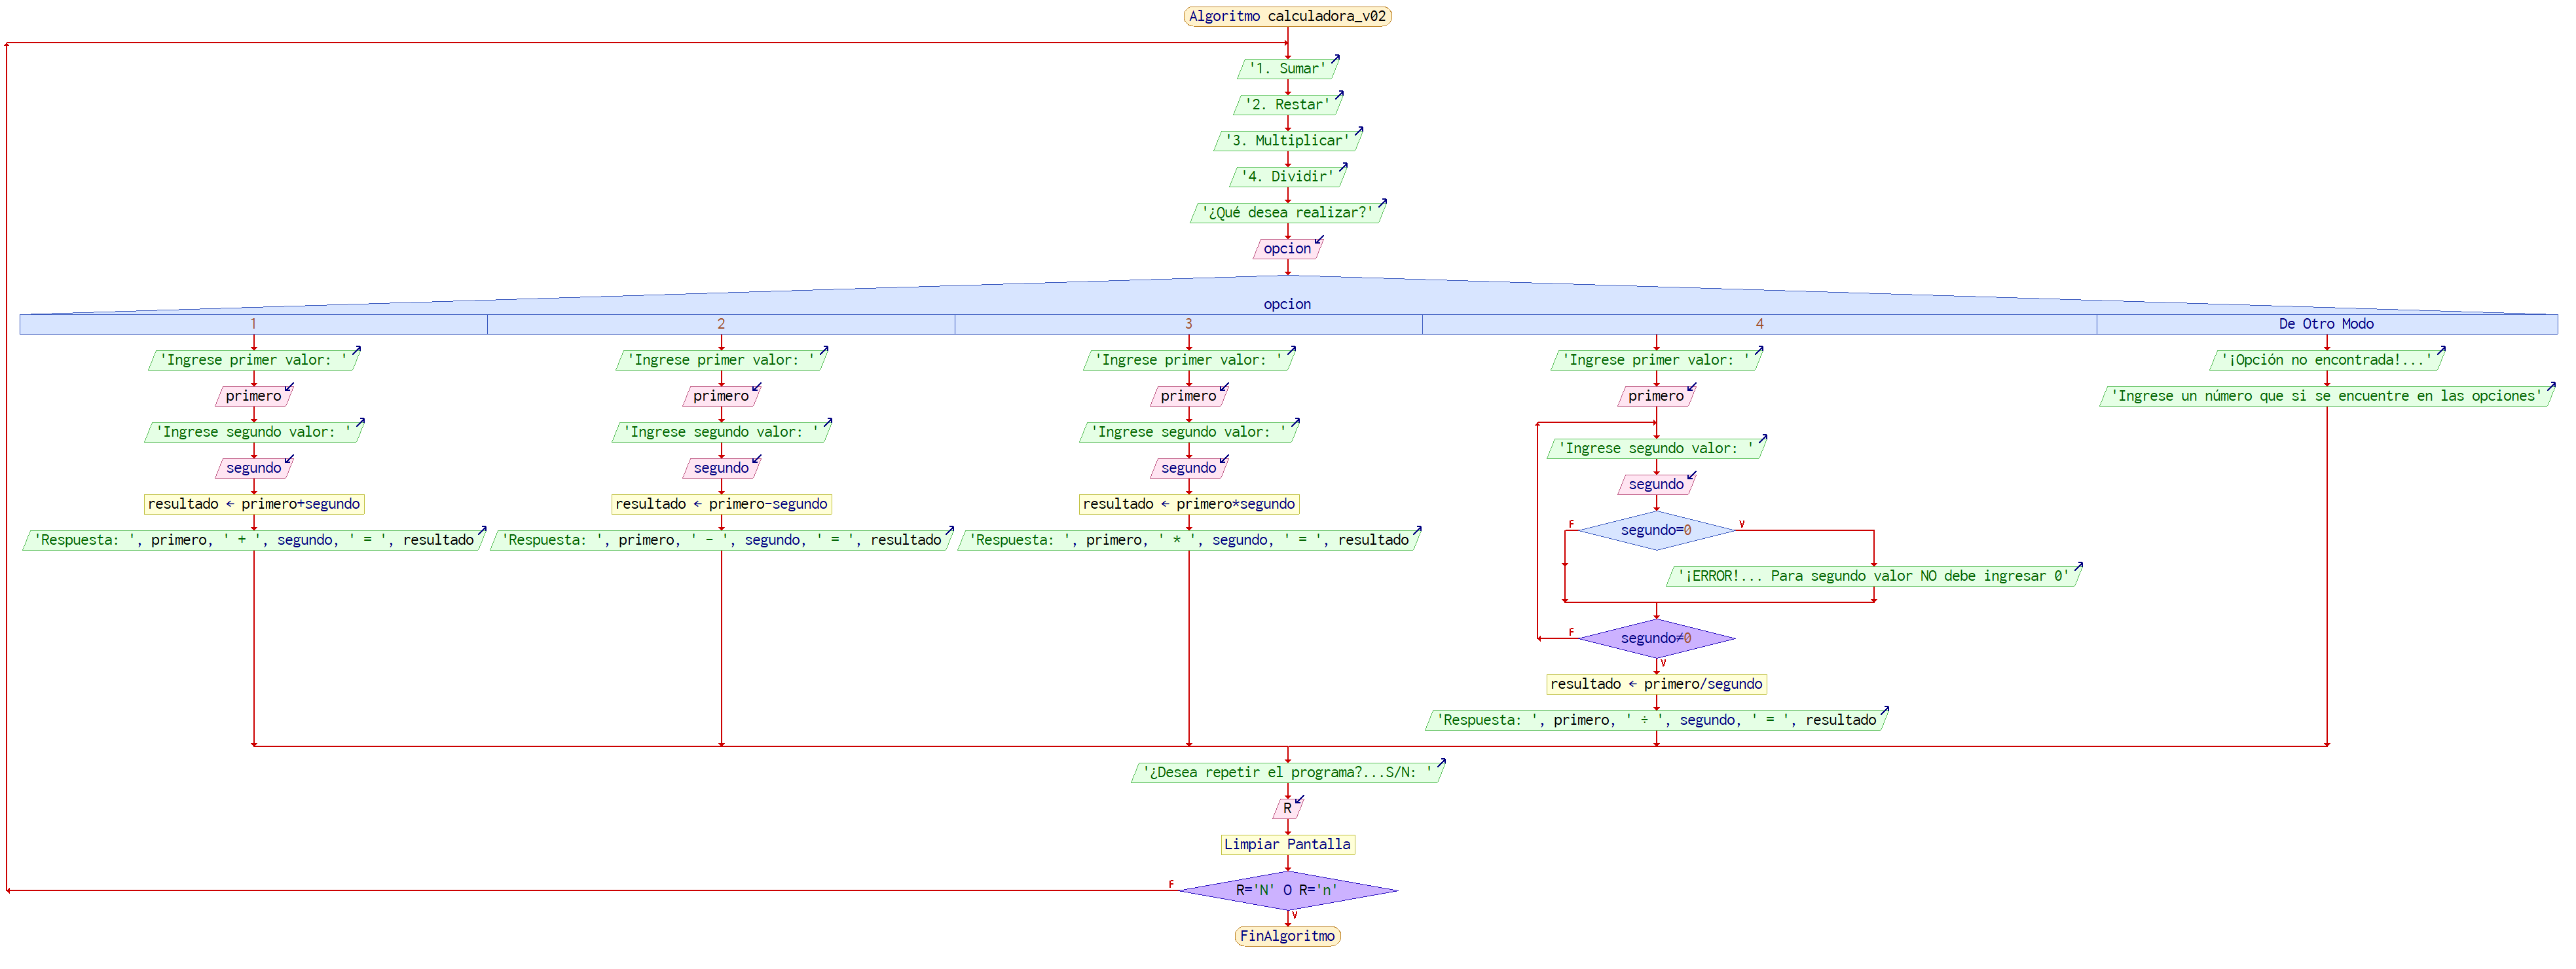 Algoritmo calculadora_v02
'1. Sumar'
'2. Restar'
'3. Multiplicar'
'4. Dividir'
'¿Qué desea realizar?'
opcion
opcion
1
2
3
4
De Otro Modo
'Ingrese primer valor: '
primero
'Ingrese segundo valor: '
segundo
resultado ← primero+segundo
'Respuesta: ', primero, ' + ', segundo, ' = ', resultado
'Ingrese primer valor: '
primero
'Ingrese segundo valor: '
segundo
resultado ← primero-segundo
'Respuesta: ', primero, ' - ', segundo, ' = ', resultado
'Ingrese primer valor: '
primero
'Ingrese segundo valor: '
segundo
resultado ← primero*segundo
'Respuesta: ', primero, ' * ', segundo, ' = ', resultado
'Ingrese primer valor: '
primero
'Ingrese segundo valor: '
segundo
F
segundo=0
V
'¡ERROR!... Para segundo valor NO debe ingresar 0'
F
segundo≠0
V
resultado ← primero/segundo
'Respuesta: ', primero, ' ÷ ', segundo, ' = ', resultado
'¡Opción no encontrada!...'
'Ingrese un número que si se encuentre en las opciones'
'¿Desea repetir el programa?...S/N: '
R
Limpiar Pantalla
F
R='N' O R='n'
V
FinAlgoritmo